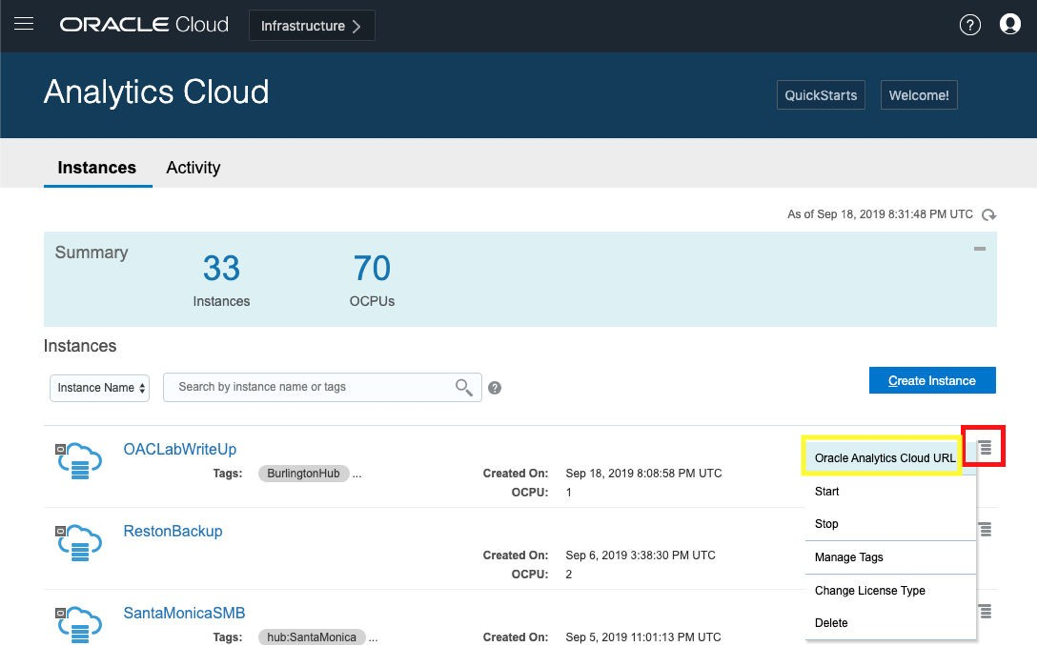 ORACLE Cloud Infrastructure >
?
Analytics Cloud
QuickStarts Welcome!
Instances Activity
As of Sep 18, 2019 8:31:48 PM UTC
Summary
33 70
Instances OCPUs
Instances
Instance Name Search by instance name or tags ?
Create Instance
OACLabWriteUp
Tags: BurlingtonHub ...
Created On: Sep 18, 2019 8:08:58 PM UTC
OCPU: 1
Oracle Analytics Cloud URL
Start
Stop
Manage Tags
Change License Type
Delete
RestonBackup
Created On: Sep 6, 2019 3:38:30 PM UTC
OCPU: 2
SantaMonicaSMB
Tags: hub:SantaMonica ...
Created On: Sep 5, 2019 11:01:13 PM UTC